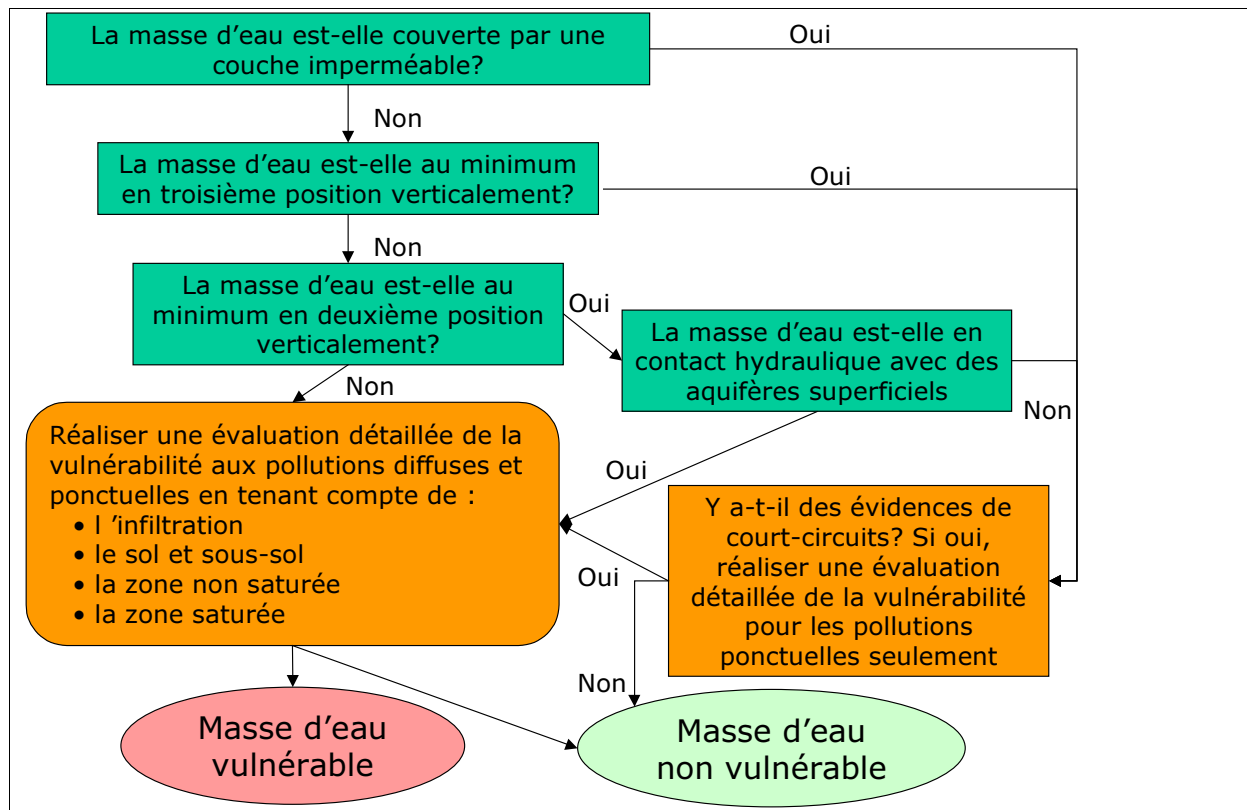 La masse d'eau est-elle couverte par une
couche imperméable?
Oui
Non
La masse d'eau est-elle au minimum
en troisième position verticalement?
Oui
Non
La masse d'eau est-elle au
minimum en deuxième position
verticalement?
Oui
La masse d'eau est-elle en
contact hydraulique avec des
aquifères superficiels
Non
Non
Réaliser une évaluation détaillée de la
vulnérabilité aux pollutions diffuses et
ponctuelles en tenant compte de :
• l ’infiltration
• le sol et sous-sol
• la zone non saturée
• la zone saturée
Oui
Y a-t-il des évidences de
court-circuits? Si oui,
réaliser une évaluation
détaillée de la vulnérabilité
pour les pollutions
ponctuelles seulement
Oui
Non
Masse d’eau
vulnérable
Masse d’eau
non vulnérable